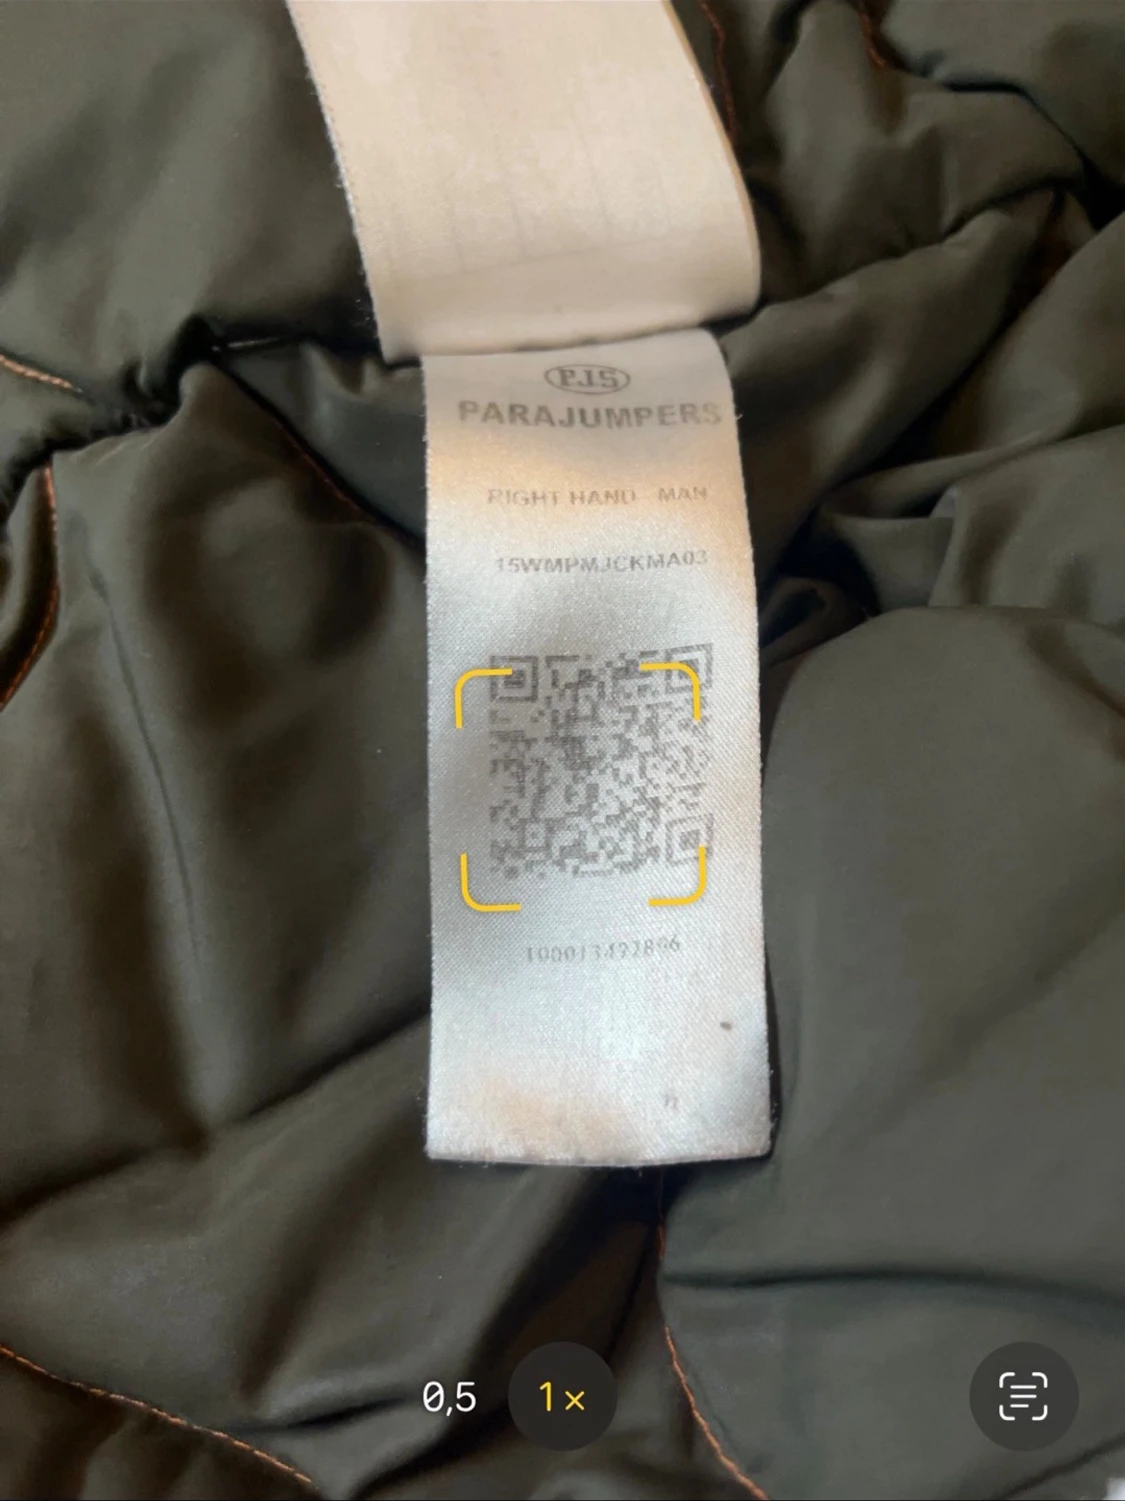 PJS
PARAJUMPERS
RIGHT HAND - MAN
15WMPMJCKMA03
0,5
1×